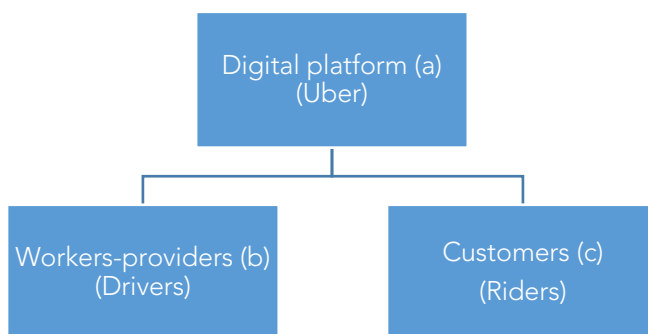 Digital platform (a)
(Uber)
Workers-providers (b)
(Drivers)
Customers (c)
(Riders)